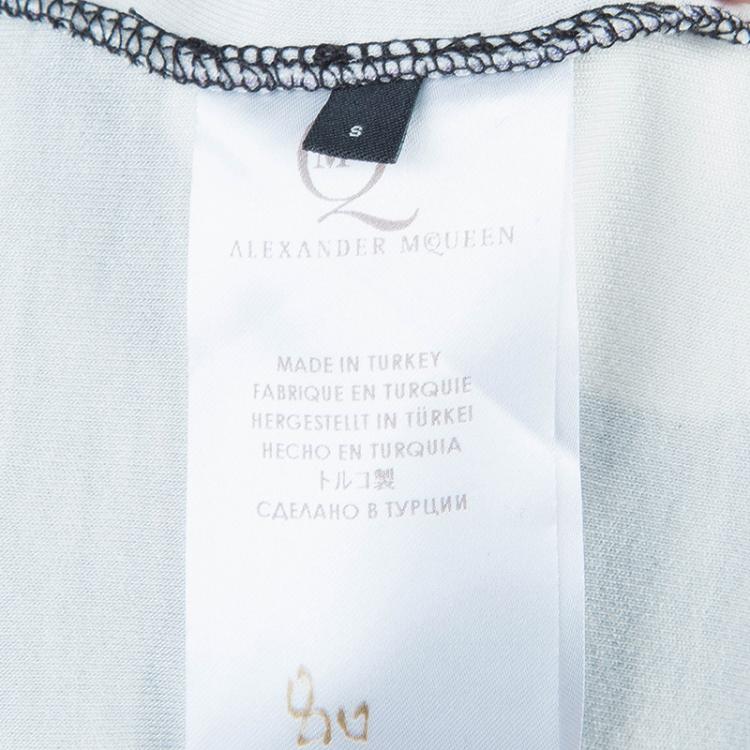 S
MQ
ALEXANDER MCQUEEN
MADE IN TURKEY
FABRIQUE EN TURQUIE
HERGESTELLT IN TÜRKEI
HECHO EN TURQUIA
トルコ製
СДЕЛАНО В ТУРЦИИ